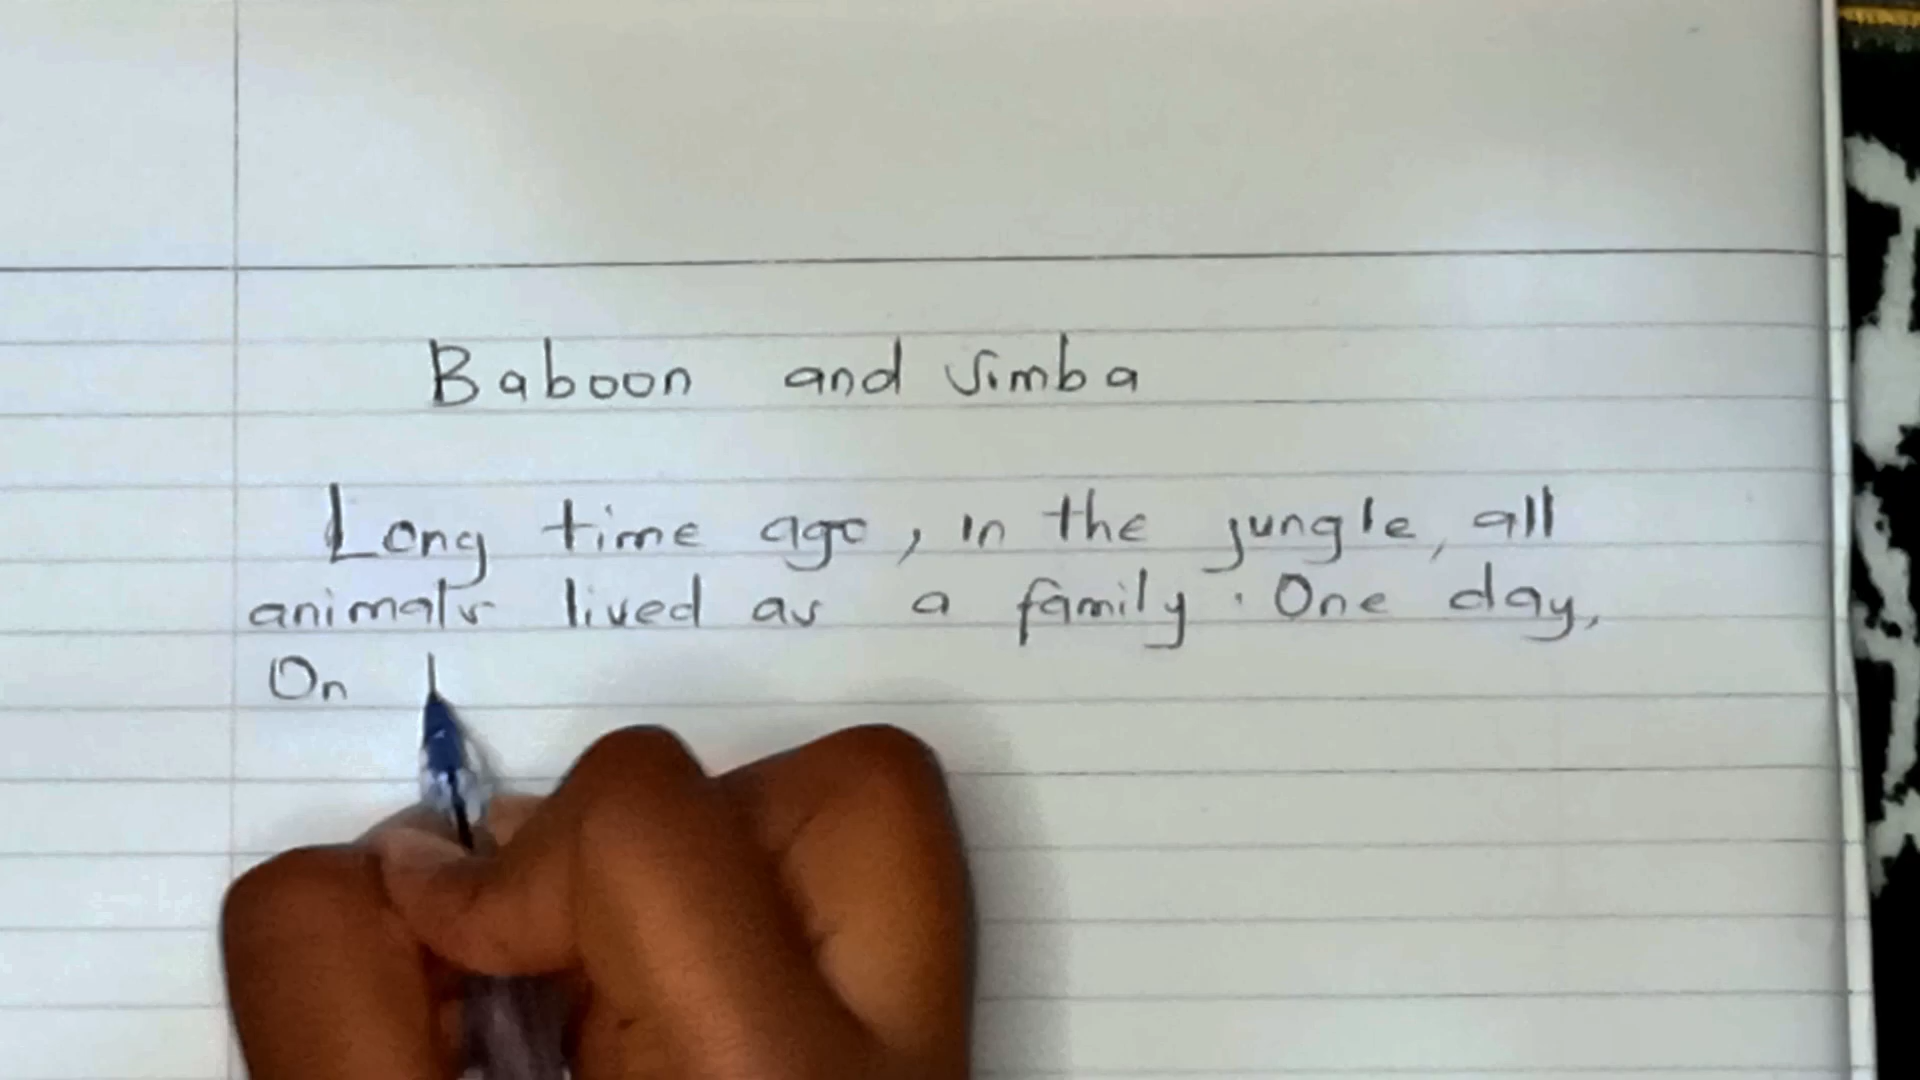 Baboon and Simba
Long time ago, in the jungle, all
animals lived as a family. One day,
On